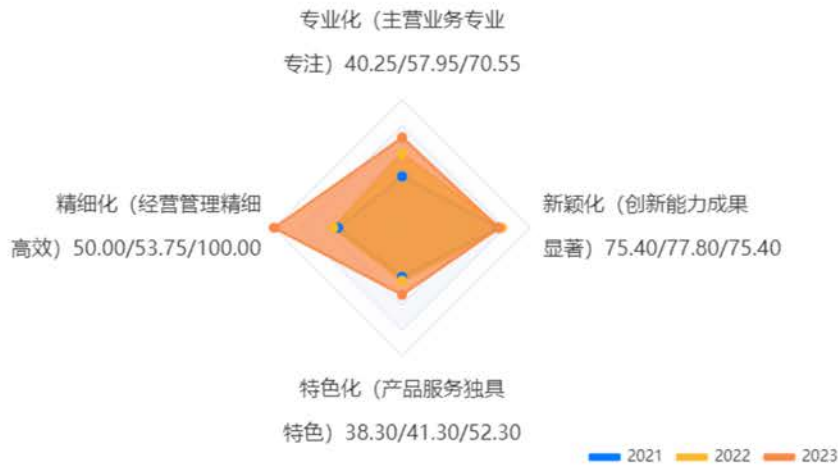 专业化（主营业务专业
专注）40.25/57.95/70.55
精细化（经营管理精细
高效）50.00/53.75/100.00
新颖化（创新能力成果
显著）75.40/77.80/75.40
特色化（产品服务独具
特色）38.30/41.30/52.30
2021 2022 2023